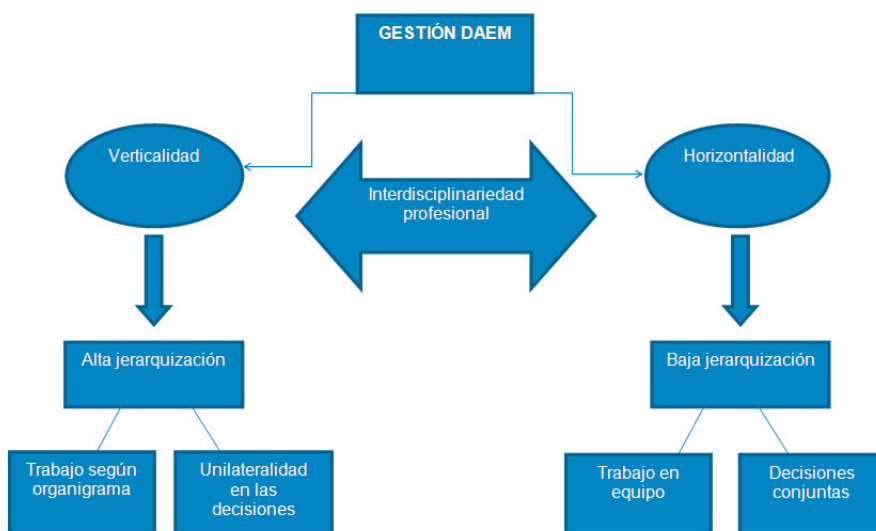 GESTIÓN DAEM
Verticalidad
Horizontalidad
Interdisciplinariedad
profesional
Alta jerarquización
Baja jerarquización
Trabajo según
organigrama
Unilateralidad
en las
decisiones
Trabajo en
equipo
Decisiones
conjuntas